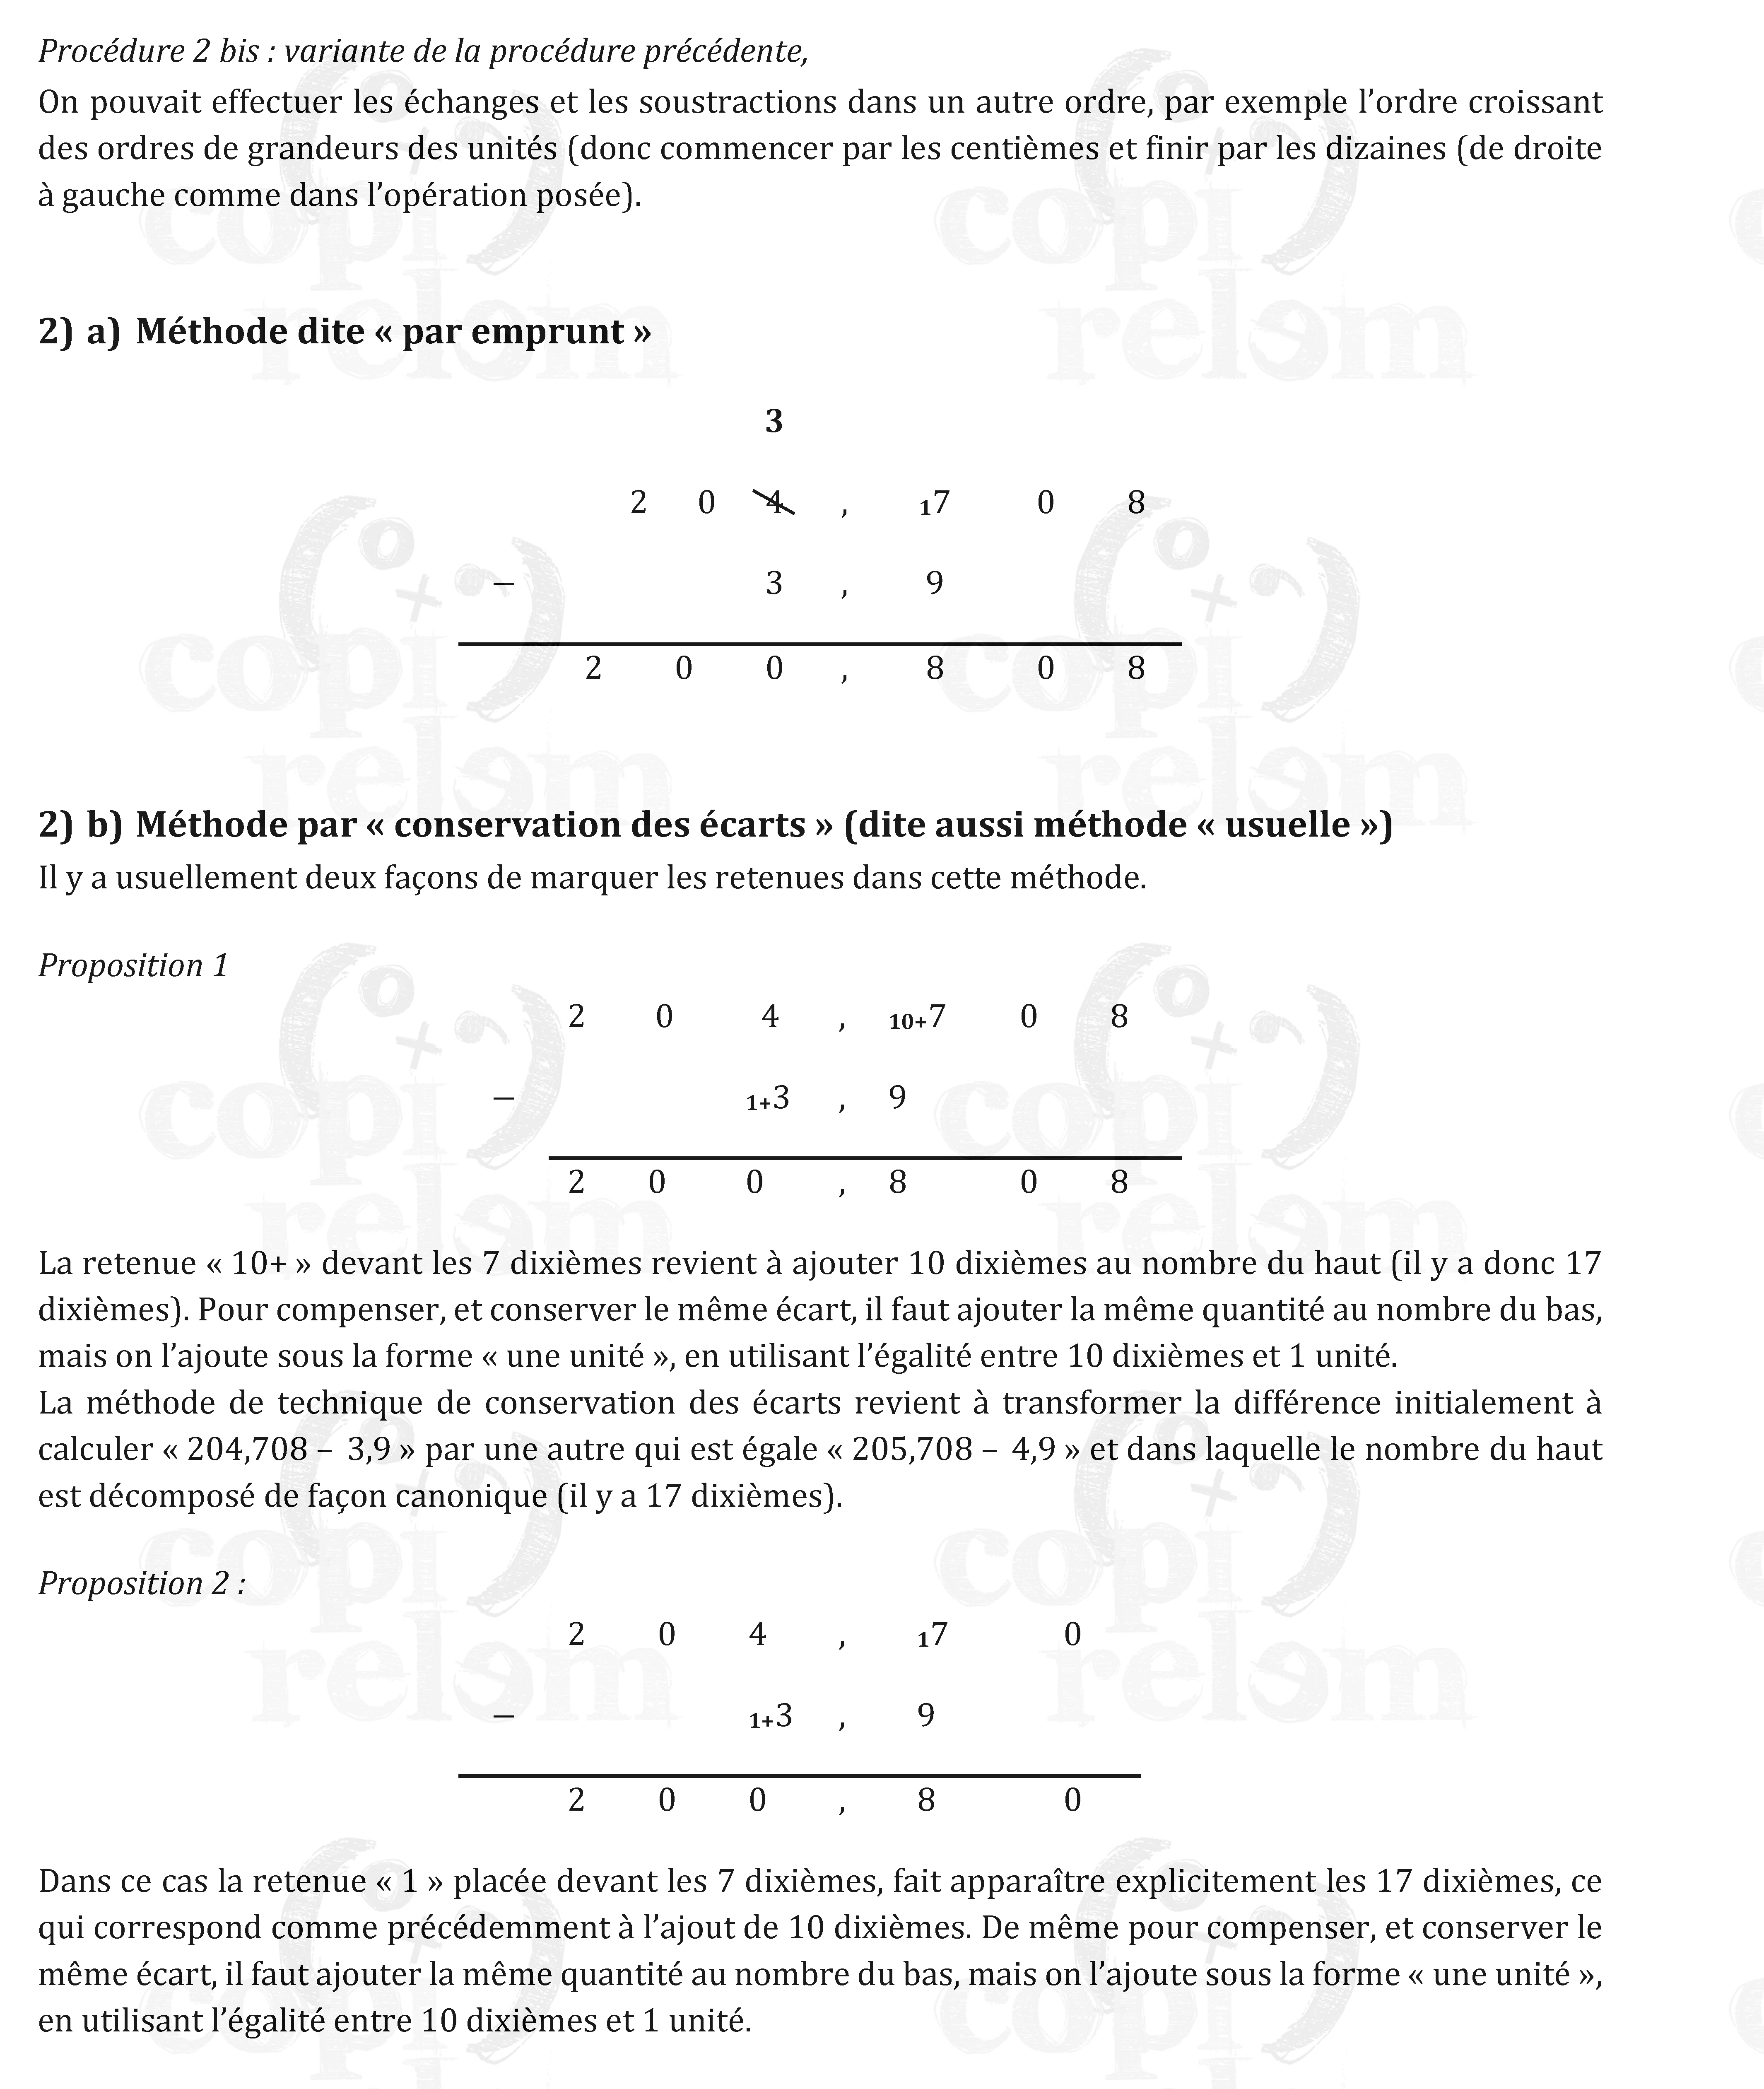 Procédure 2 bis : variante de la procédure précédente,
On pouvait effectuer les échanges et les soustractions dans un autre ordre, par exemple l’ordre croissant
des ordres de grandeurs des unités (donc commencer par les centièmes et finir par les dizaines (de droite
à gauche comme dans l’opération posée).
2) a) Méthode dite « par emprunt »
3
2 0 4 , 17 0 8
– 3 , 9
2 0 0 , 8 0 8
2) b) Méthode par « conservation des écarts » (dite aussi méthode « usuelle »)
Il y a usuellement deux façons de marquer les retenues dans cette méthode.
Proposition 1
2 0 4 , 10+7 0 8
– 1+3 , 9
2 0 0 , 8 0 8
La retenue « 10+ » devant les 7 dixièmes revient à ajouter 10 dixièmes au nombre du haut (il y a donc 17
dixièmes). Pour compenser, et conserver le même écart, il faut ajouter la même quantité au nombre du bas,
mais on l’ajoute sous la forme « une unité », en utilisant l’égalité entre 10 dixièmes et 1 unité.
La méthode de technique de conservation des écarts revient à transformer la différence initialement à
calculer « 204,708 – 3,9 » par une autre qui est égale « 205,708 – 4,9 » et dans laquelle le nombre du haut
est décomposé de façon canonique (il y a 17 dixièmes).
Proposition 2 :
2 0 4 , 17 0
– 1+3 , 9
2 0 0 , 8 0
Dans ce cas la retenue « 1 » placée devant les 7 dixièmes, fait apparaître explicitement les 17 dixièmes, ce
qui correspond comme précédemment à l’ajout de 10 dixièmes. De même pour compenser, et conserver le
même écart, il faut ajouter la même quantité au nombre du bas, mais on l’ajoute sous la forme « une unité »,
en utilisant l’égalité entre 10 dixièmes et 1 unité.